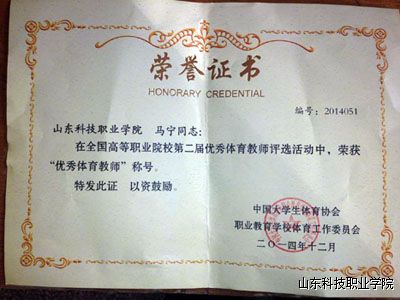 荣誉证书
HONORARY CREDENTIAL
编号：2014051
山东科技职业学院 马宁同志：
在全国高等职业院校第二届优秀体育教师评选活动中，荣获
“优秀体育教师”称号。
特发此证 以资鼓励。
中国大学生体育协会
职业教育学校体育工作委员会
二〇一四年十二月
山东科技职业学院